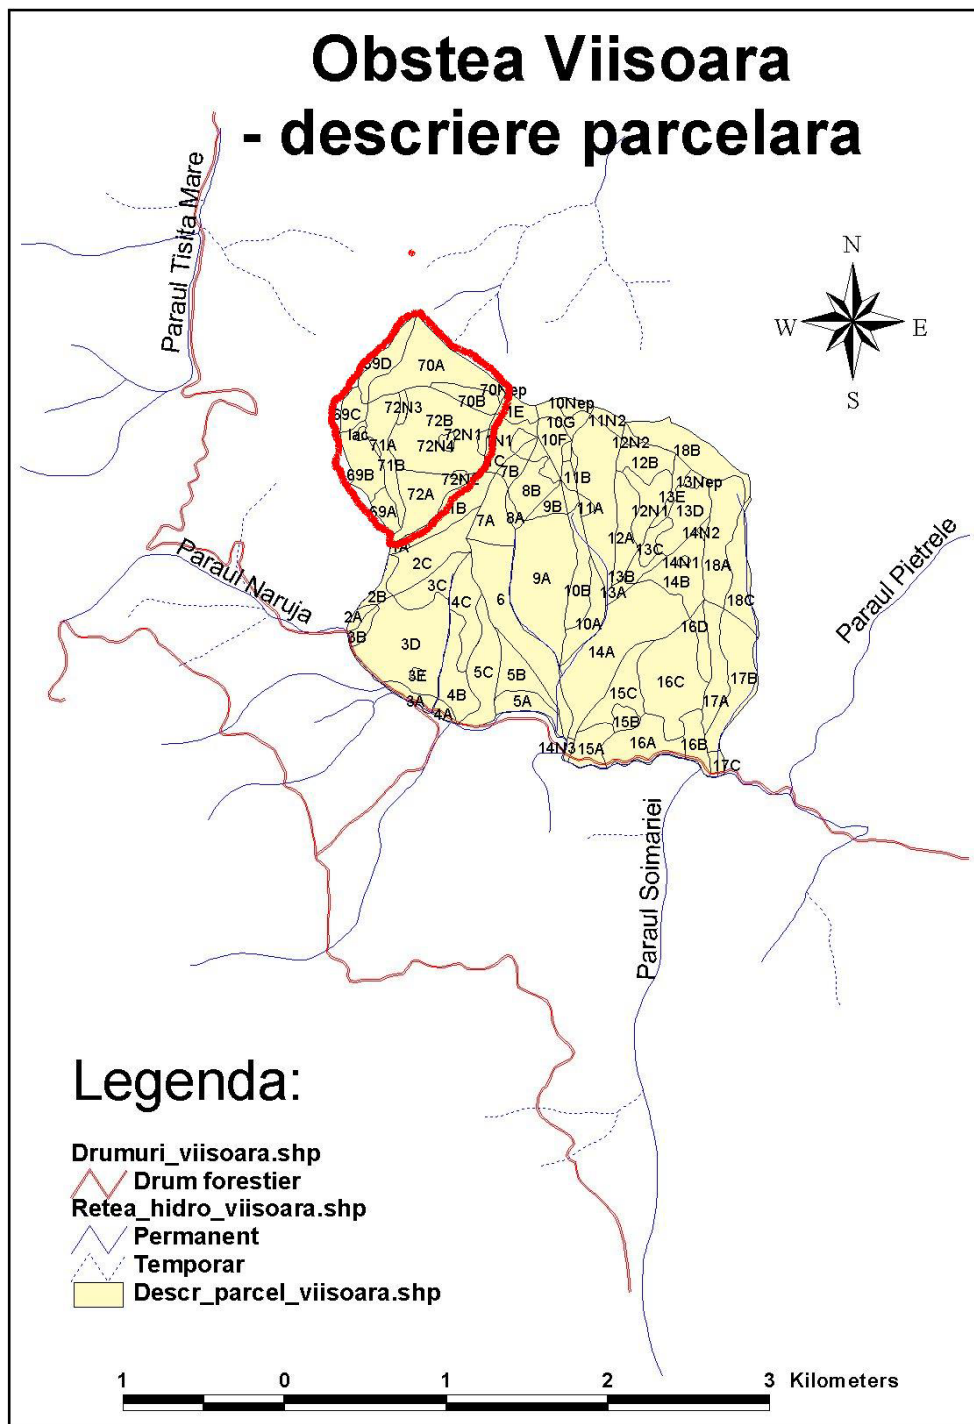 Obstea Viisoara
- descriere parcelara
Paraul Tisita Mare
N
W E
S
69D
70A
70Nep
70B
69C
72N3
72B
72N1
lac
71A
72N4
71B
69B
72A
69A
1E
10Nep
10G
11N2
10F
12N2
18B
12B
7B
11B
13Nep
8B
13E
9B
11A
12N1
13D
1B
7A
8A
14N2
12A
1A
13C
2C
14N1
18A
9A
13B
14B
3C
10B
13A
2B
4C
6
18C
2A
10A
16D
3B
3D
14A
3E
5C
5B
16C
17B
15C
4B
3A
5A
17A
4A
15B
14N3
15A
16A
16B
17C
Paraul Naruja
Paraul Pietrele
Paraul Soimariei
Legenda:
Drumuri_viisoara.shp
Drum forestier
Retea_hidro_viisoara.shp
Permanent
Temporar
Descr_parcel_viisoara.shp
1 0 1 2 3 Kilometers